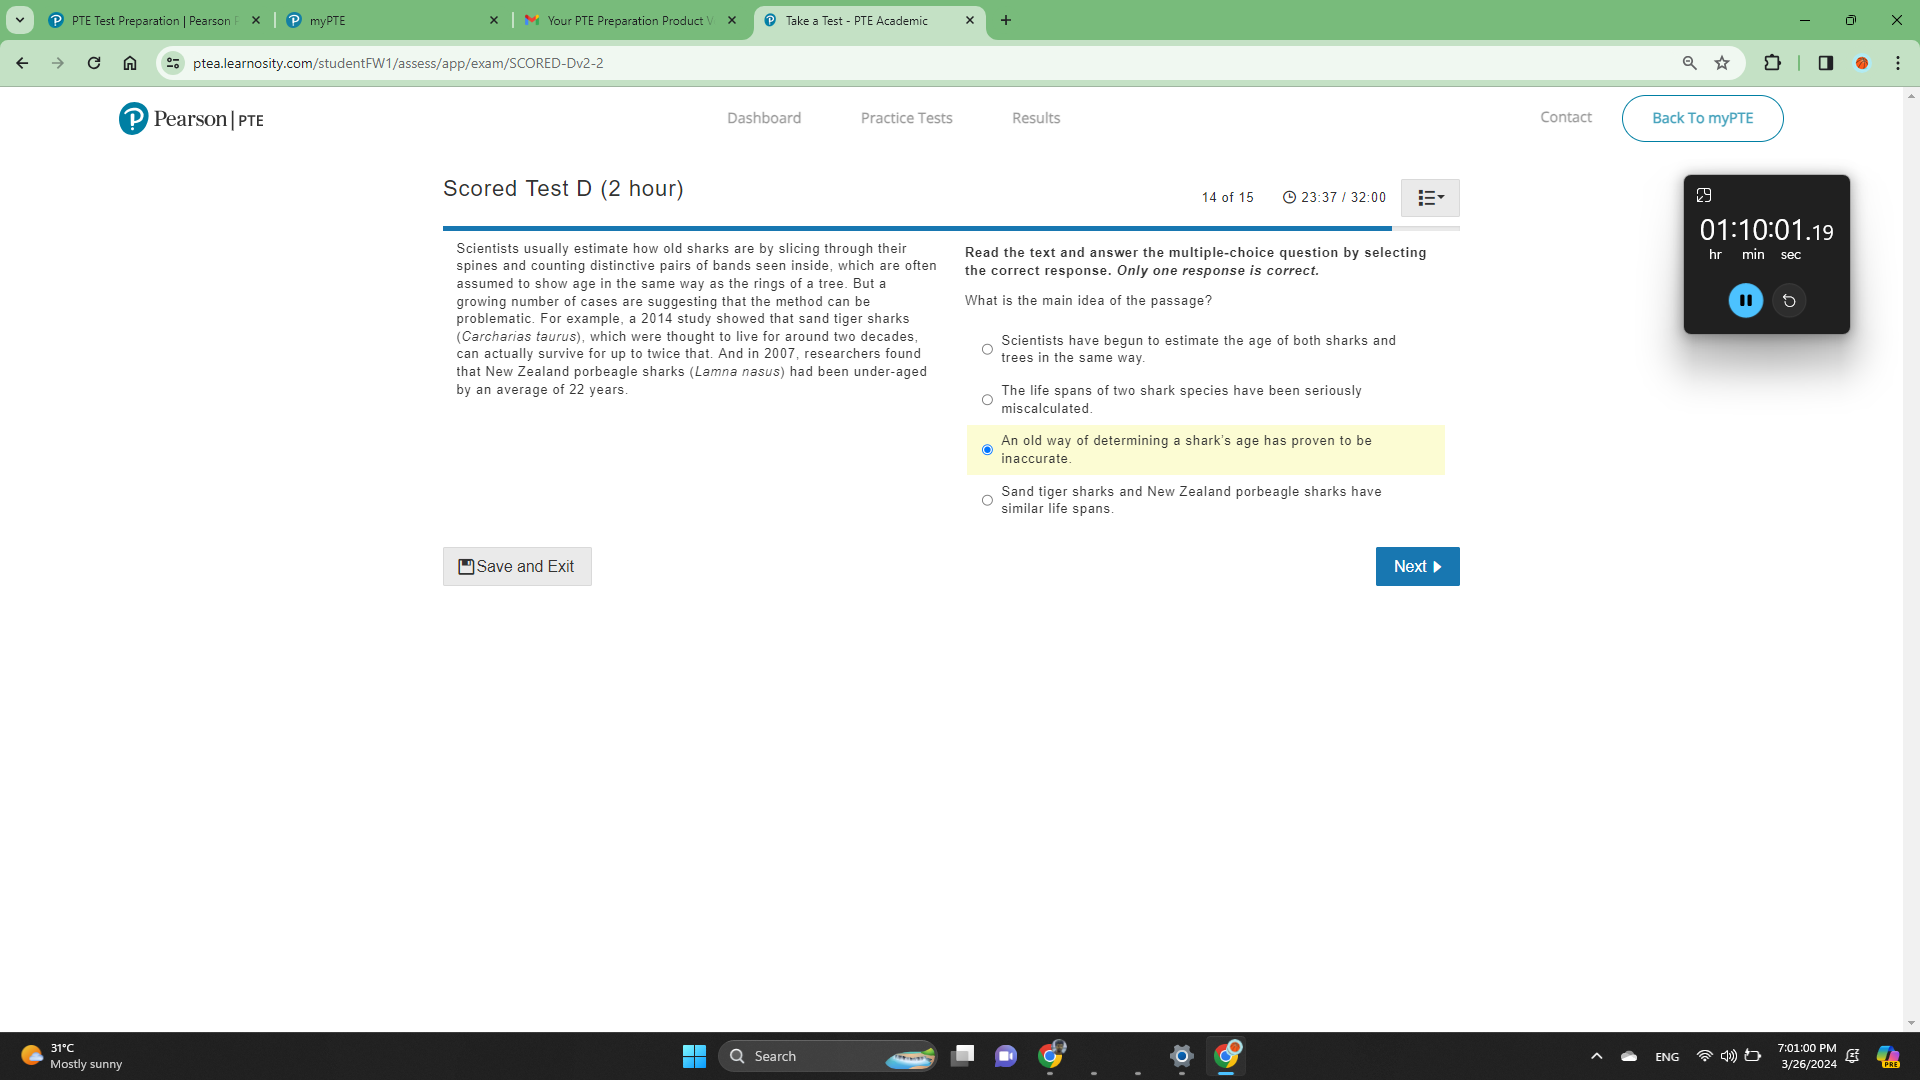 PTE Test Preparation | Pearson
myPTE
Your PTE Preparation Product
Take a Test - PTE Academic
ptea.learnosity.com/studentFW1/assess/app/exam/SCORED-Dv2-2
Pearson | PTE
Dashboard
Practice Tests
Results
Contact
Back To myPTE
Scored Test D (2 hour)
14 of 15
23:37 / 32:00
01:10:01.19
hr min sec
Scientists usually estimate how old sharks are by slicing through their
spines and counting distinctive pairs of bands seen inside, which are often
assumed to show age in the same way as the rings of a tree. But a
growing number of cases are suggesting that the method can be
problematic. For example, a 2014 study showed that sand tiger sharks
(Carcharias taurus), which were thought to live for around two decades,
can actually survive for up to twice that. And in 2007, researchers found
that New Zealand porbeagle sharks (Lamna nasus) had been under-aged
by an average of 22 years.
Read the text and answer the multiple-choice question by selecting
the correct response. Only one response is correct.
What is the main idea of the passage?
Scientists have begun to estimate the age of both sharks and
trees in the same way.
The life spans of two shark species have been seriously
miscalculated.
An old way of determining a shark's age has proven to be
inaccurate.
Sand tiger sharks and New Zealand porbeagle sharks have
similar life spans.
Save and Exit
Next
31°C
Mostly sunny
Search
ENG
7:01:00 PM
3/26/2024
PRE